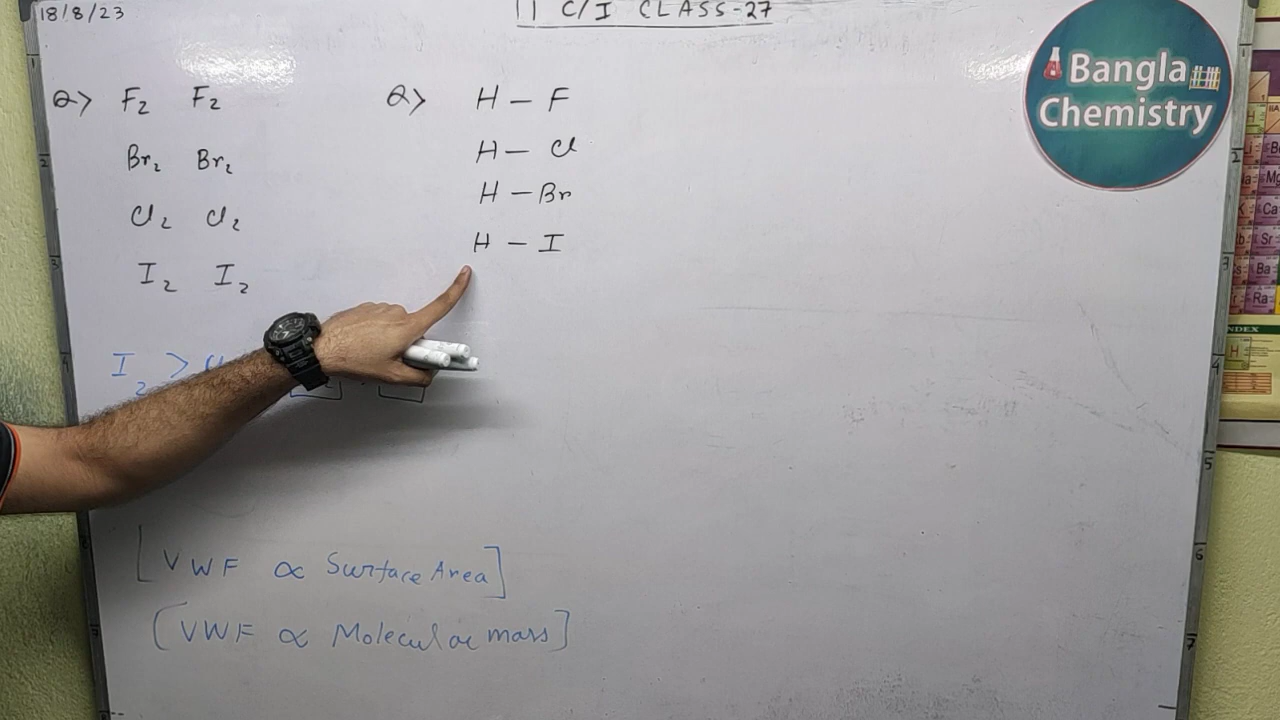 18/8/23
11 C/I CLASS-27
Bangla
Chemistry
Q> F2 F2
Br2 Br2
Cl2 Cl2
I2 I2
Q> H - F
H - Cl
H - Br
H - I
I2 >
[VWF ∝ Surface Area]
[VWF ∝ Molecular mass]